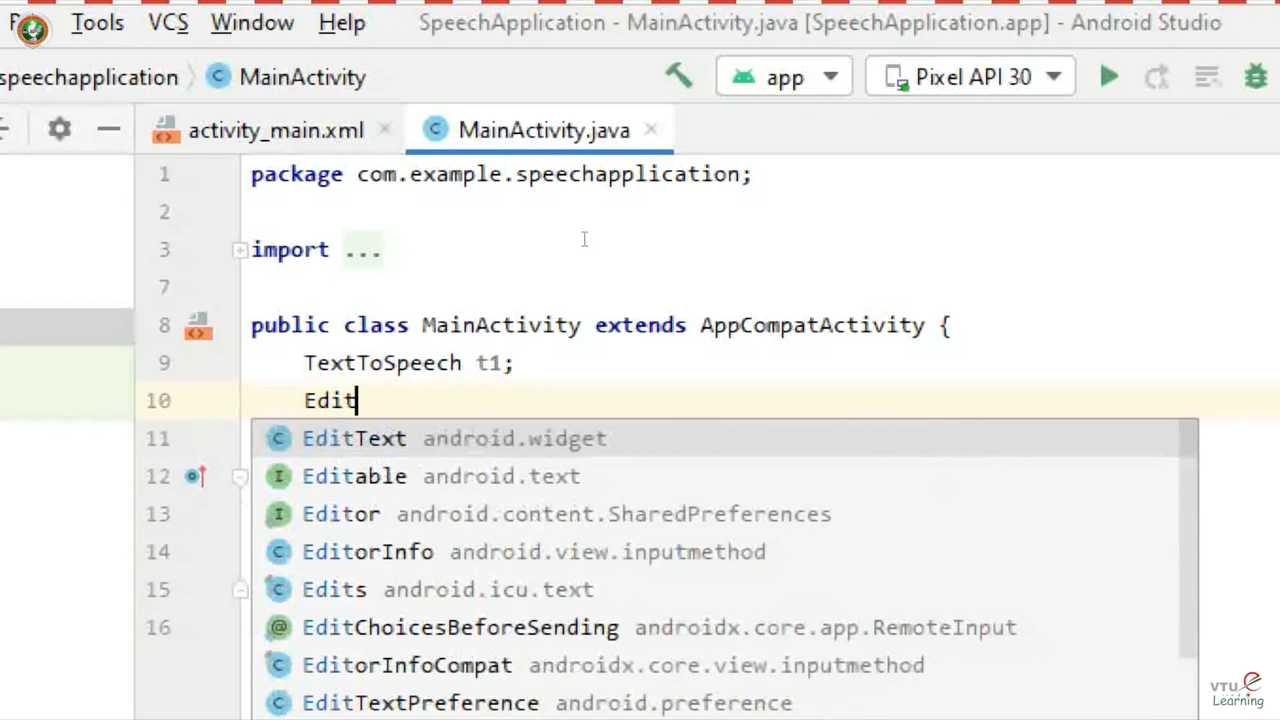 Tools VCS Window Help SpeechApplication - MainActivity.java [SpeechApplication.app] - Android Studio
speechapplication MainActivity app Pixel API 30
activity_main.xml MainActivity.java
1 package com.example.speechapplication;
2
3 import ...
7
8 public class MainActivity extends AppCompatActivity {
9 TextToSpeech t1;
10 Edit
11 EditText android.widget
12 Editable android.text
13 Editor android.content.SharedPreferences
14 EditorInfo android.view.inputmethod
15 Edits android.icu.text
16 EditChoicesBeforeSending androidx.core.app.RemoteInput
EditorInfoCompat androidx.core.view.inputmethod
EditTextPreference android.preference
VTU e
Learning